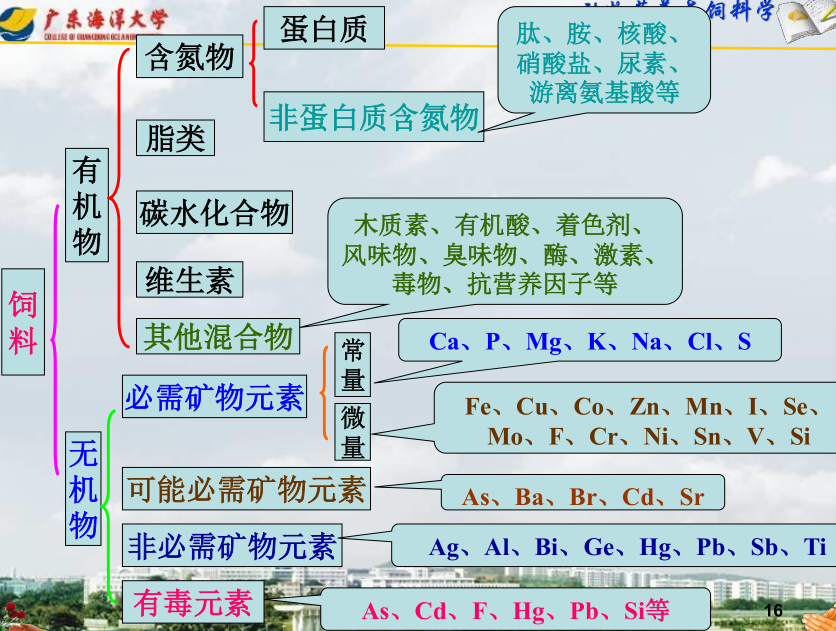 广东海洋大学
COLLEGE OF GUANGDONG OCEAN UNIVERSITY
饲料学
饲料
有机物
含氮物
蛋白质
非蛋白质含氮物
肽、胺、核酸、
硝酸盐、尿素、
游离氨基酸等
脂类
碳水化合物
维生素
其他混合物
木质素、有机酸、着色剂、
风味物、臭味物、酶、激素、
毒物、抗营养因子等
无机物
必需矿物元素
常量
Ca、P、Mg、K、Na、Cl、S
微量
Fe、Cu、Co、Zn、Mn、I、Se、
Mo、F、Cr、Ni、Sn、V、Si
可能必需矿物元素
As、Ba、Br、Cd、Sr
非必需矿物元素
Ag、Al、Bi、Ge、Hg、Pb、Sb、Ti
有毒元素
As、Cd、F、Hg、Pb、Si等
16